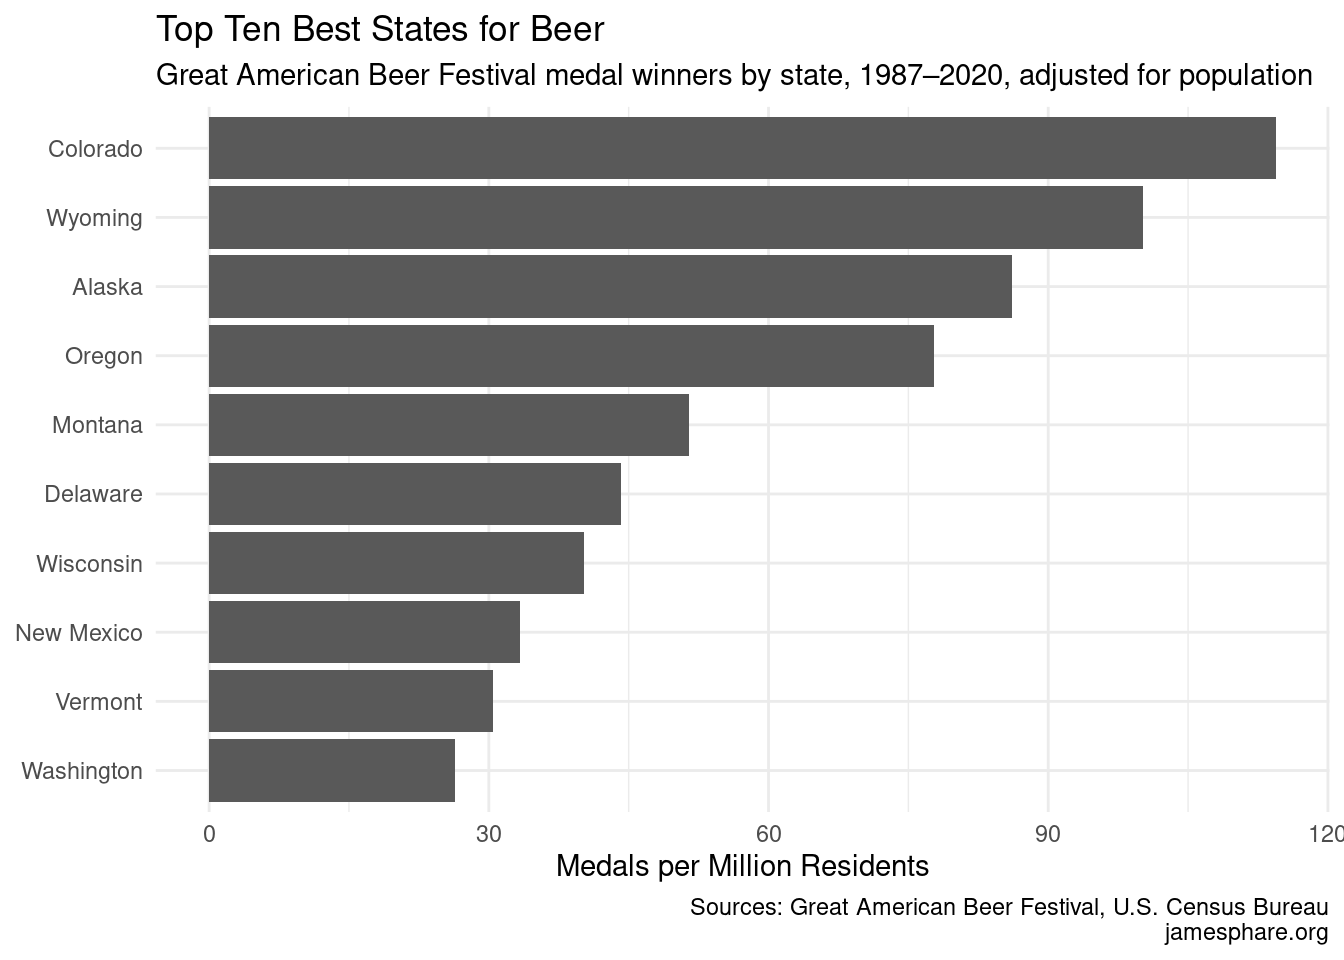 Top Ten Best States for Beer
Great American Beer Festival medal winners by state, 1987–2020, adjusted for population
Colorado
Wyoming
Alaska
Oregon
Montana
Delaware
Wisconsin
New Mexico
Vermont
Washington
0 30 60 90 120
Medals per Million Residents
Sources: Great American Beer Festival, U.S. Census Bureau
jamesphare.org